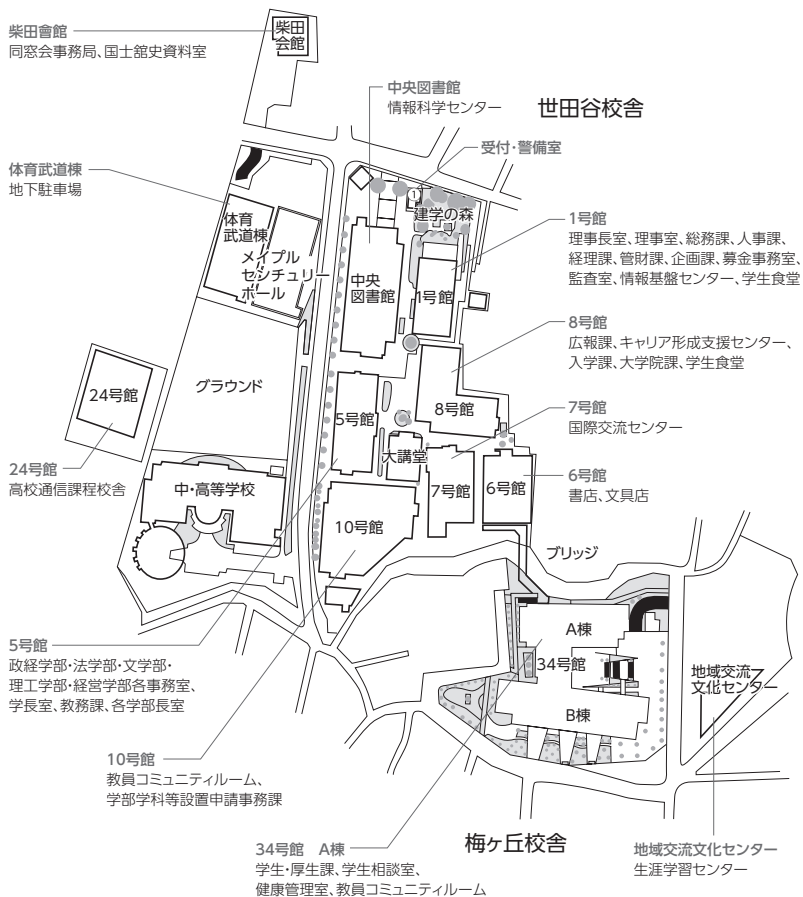 柴田會館
同窓会事務局、国士舘史資料室
柴田
会館
中央図書館
情報科学センター
世田谷校舎
受付・警備室
体育武道棟
地下駐車場
1
建学の森
体育
武道棟
メイプル
センチュリー
ホール
中央
図書館
1号館
1号館
理事長室、理事室、総務課、人事課、
経理課、管財課、企画課、募金事務室、
監査室、情報基盤センター、学生食堂
8号館
広報課、キャリア形成支援センター、
入学課、大学院課、学生食堂
24号館
グラウンド
5号館
8号館
7号館
国際交流センター
大講堂
24号館
高校通信課程校舎
中・高等学校
7号館
6号館
6号館
書店、文具店
10号館
ブリッジ
A棟
34号館
B棟
地域交流
文化センター
5号館
政経学部・法学部・文学部・
理工学部・経営学部各事務室、
学長室、教務課、各学部長室
10号館
教員コミュニティルーム、
学部学科等設置申請事務課
梅ヶ丘校舎
34号館 A棟
学生・厚生課、学生相談室、
健康管理室、教員コミュニティルーム
地域交流文化センター
生涯学習センター